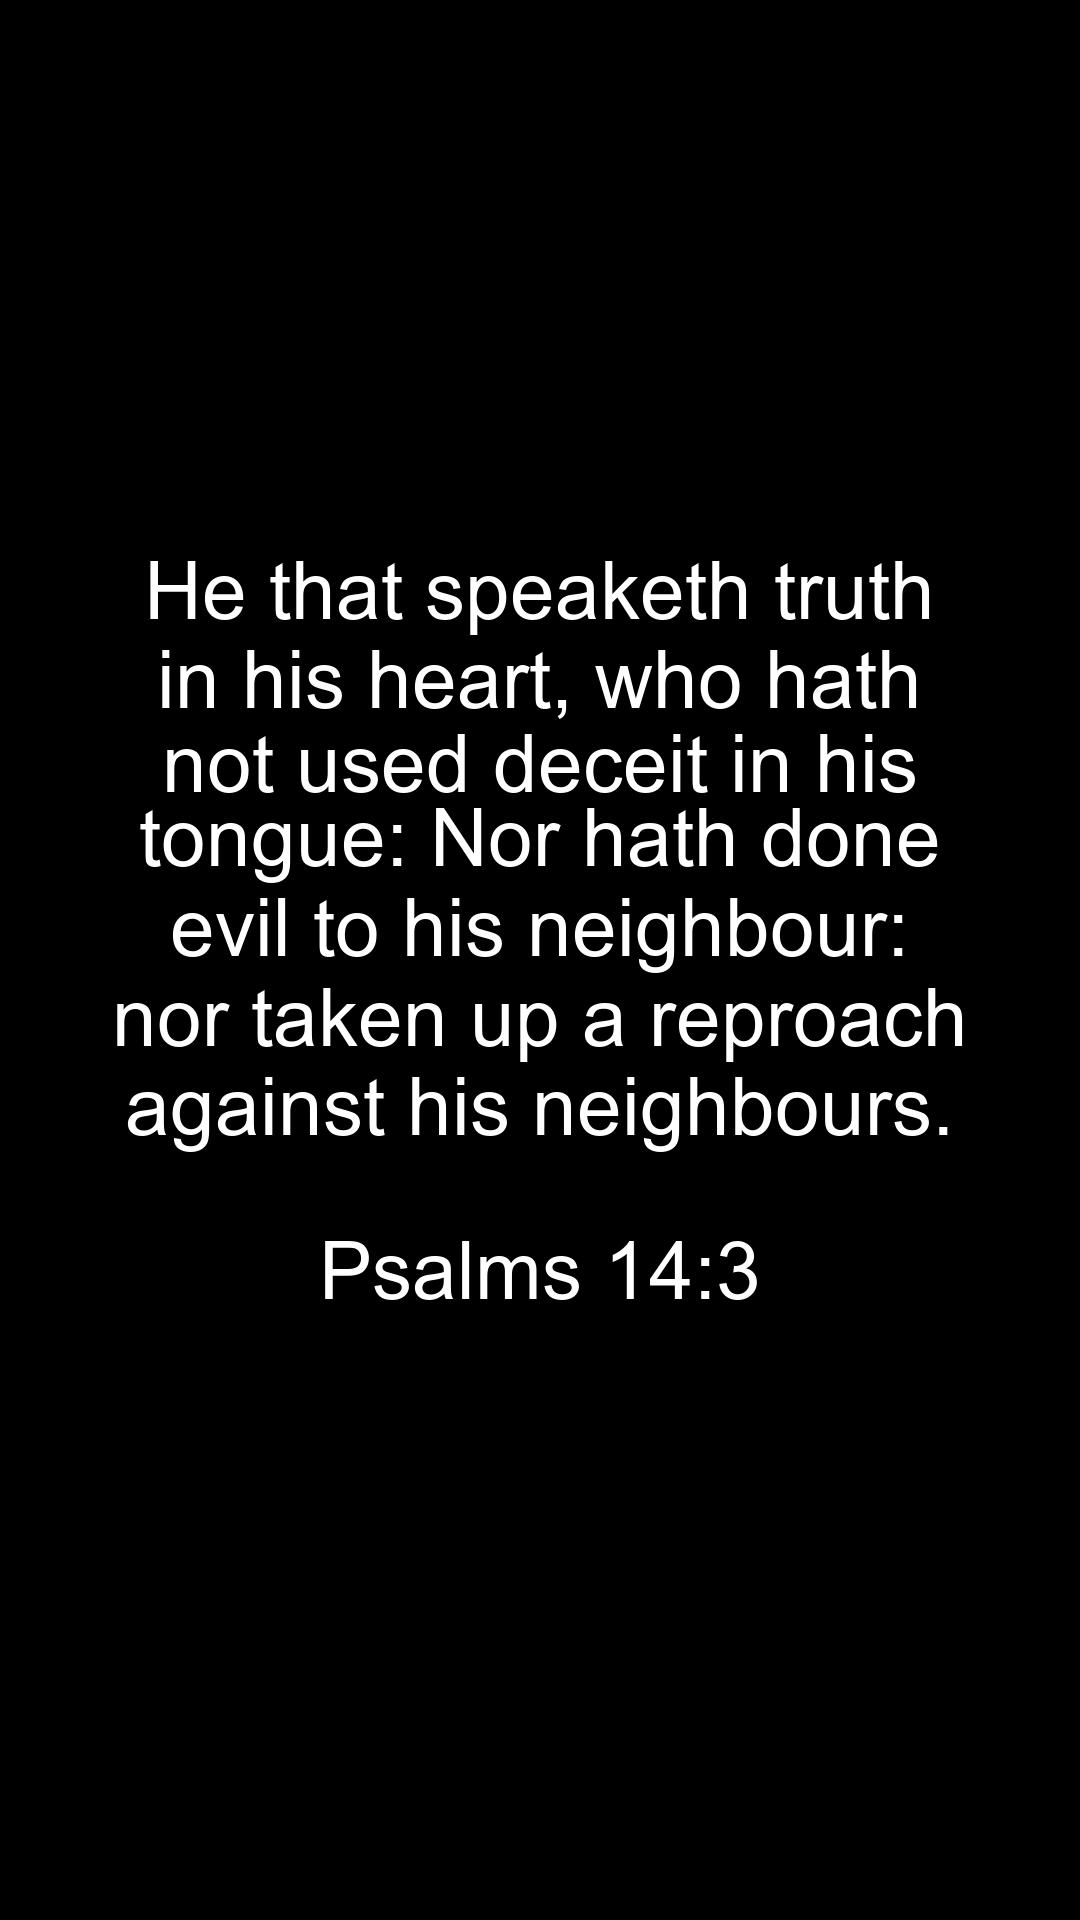 He that speaketh truth
in his heart, who hath
not used deceit in his
tongue: Nor hath done
evil to his neighbour:
nor taken up a reproach
against his neighbours.
Psalms 14:3